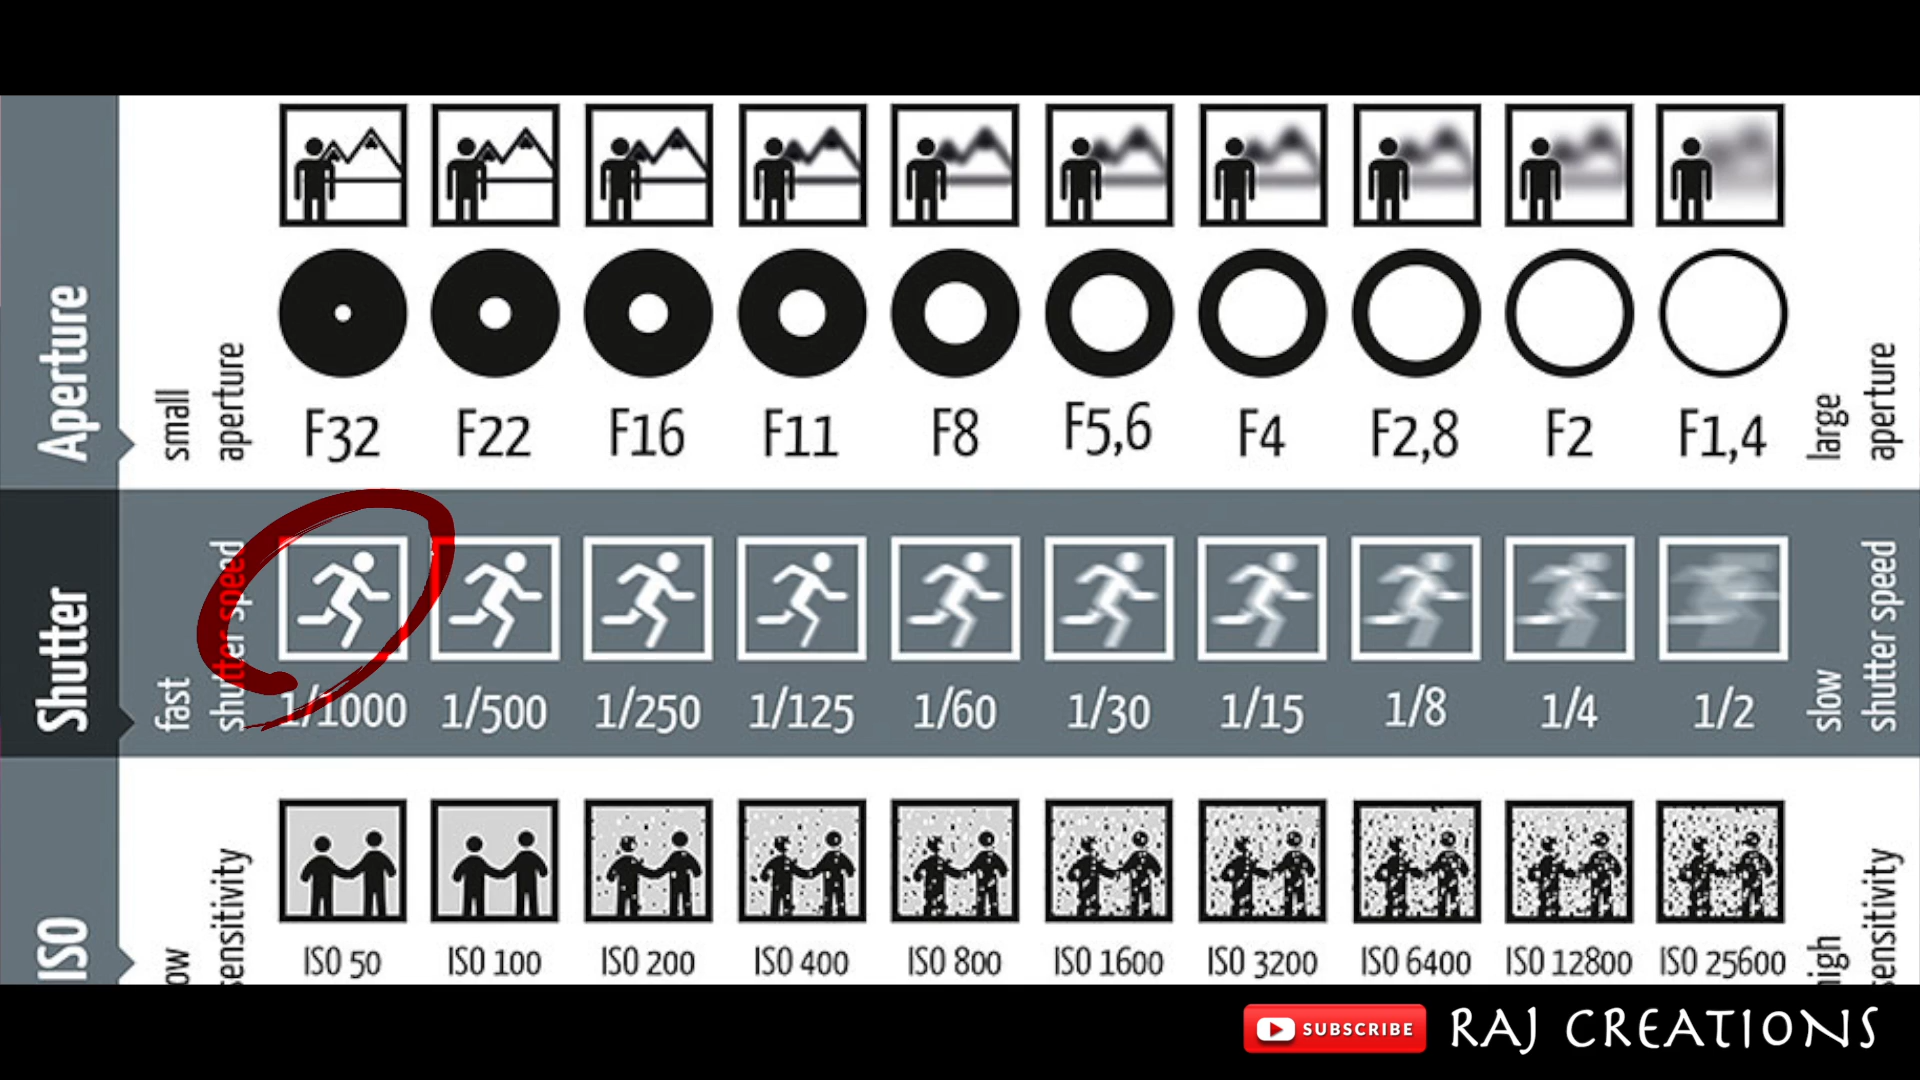 Aperture
small
aperture
F32 F22 F16 F11 F8 F5,6 F4 F2,8 F2 F1,4
large
aperture
Shutter
fast
shutter speed
1/1000 1/500 1/250 1/125 1/60 1/30 1/15 1/8 1/4 1/2
slow
shutter speed
ISO
ow
sensitivity
ISO 50 ISO 100 ISO 200 ISO 400 ISO 800 ISO 1600 ISO 3200 ISO 6400 ISO 12800 ISO 25600
high
sensitivity
SUBSCRIBE RAJ CREATIONS